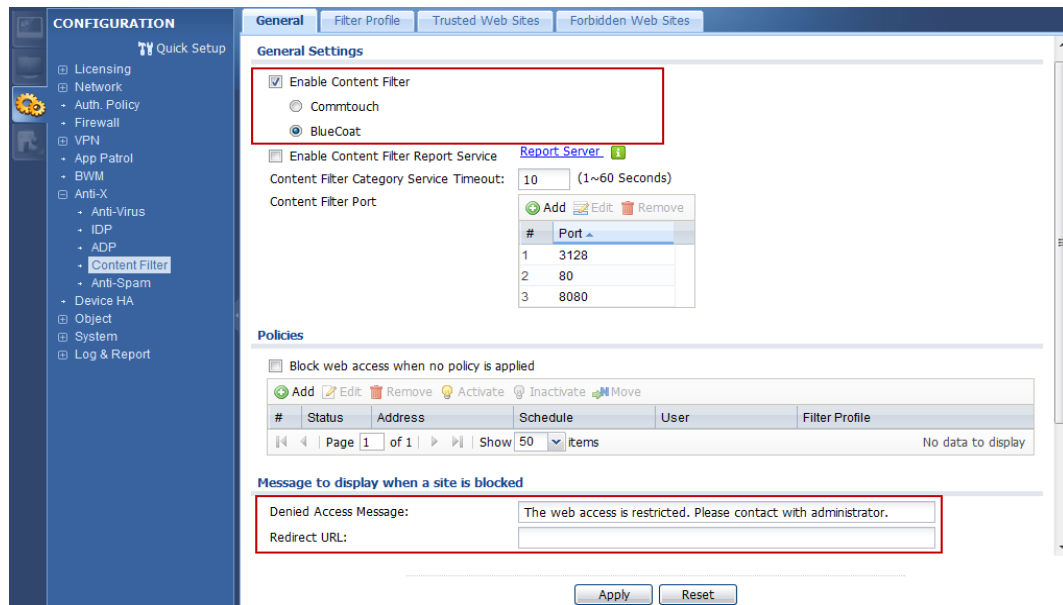 CONFIGURATION
Quick Setup
Licensing
Network
Auth. Policy
Firewall
VPN
App Patrol
BWM
Anti-X
Anti-Virus
IDP
ADP
Content Filter
Anti-Spam
Device HA
Object
System
Log & Report
General Filter Profile Trusted Web Sites Forbidden Web Sites
General Settings
Enable Content Filter
Commtouch
BlueCoat
Enable Content Filter Report Service Report Server i
Content Filter Category Service Timeout: 10 (1~60 Seconds)
Content Filter Port
Add Edit Remove
# Port
1 3128
2 80
3 8080
Policies
Block web access when no policy is applied
Add Edit Remove Activate Inactivate Move
# Status Address Schedule User Filter Profile
Page 1 of 1 Show 50 items No data to display
Message to display when a site is blocked
Denied Access Message: The web access is restricted. Please contact with administrator.
Redirect URL:
Apply Reset